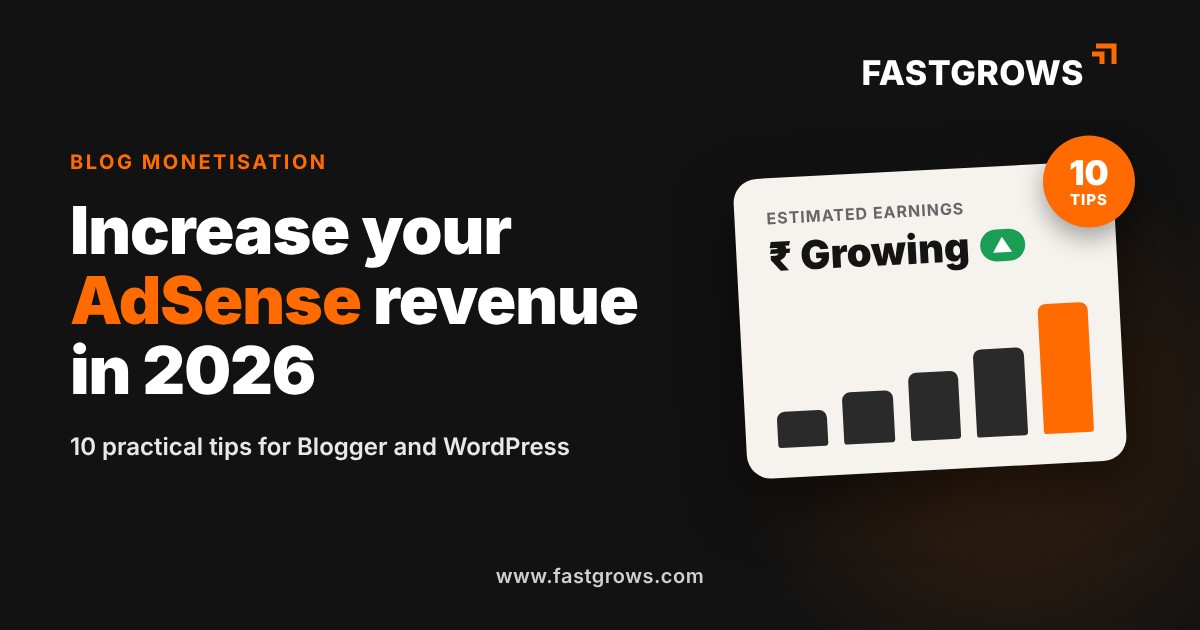 FASTGROWS
BLOG MONETISATION
Increase your
AdSense revenue
in 2026
10 practical tips for Blogger and WordPress
10
TIPS
ESTIMATED EARNINGS
₹ Growing
www.fastgrows.com